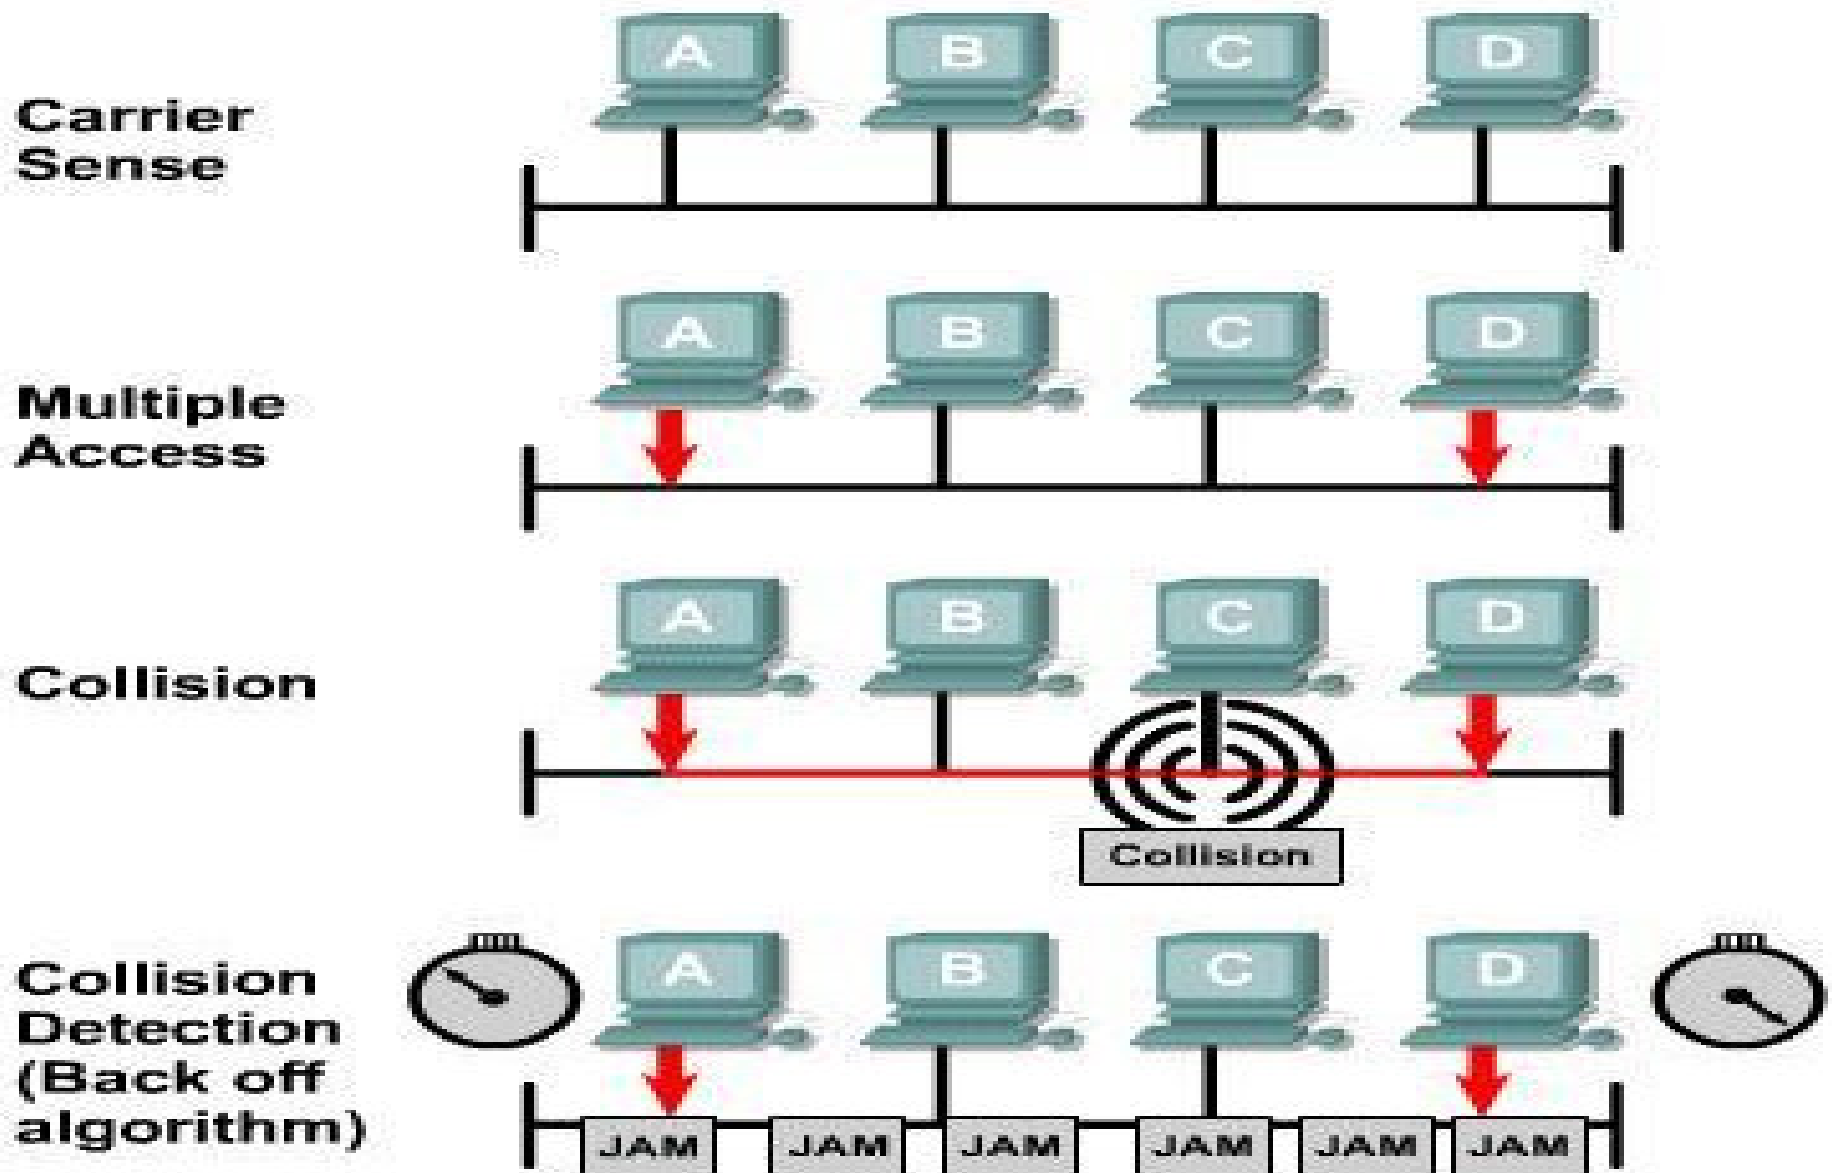 Carrier
Sense
A B C D
Multiple
Access
A B C D
Collision
A B C D
Collision
Collision
Detection
(Back off
algorithm)
A B C D
JAM JAM JAM JAM JAM JAM